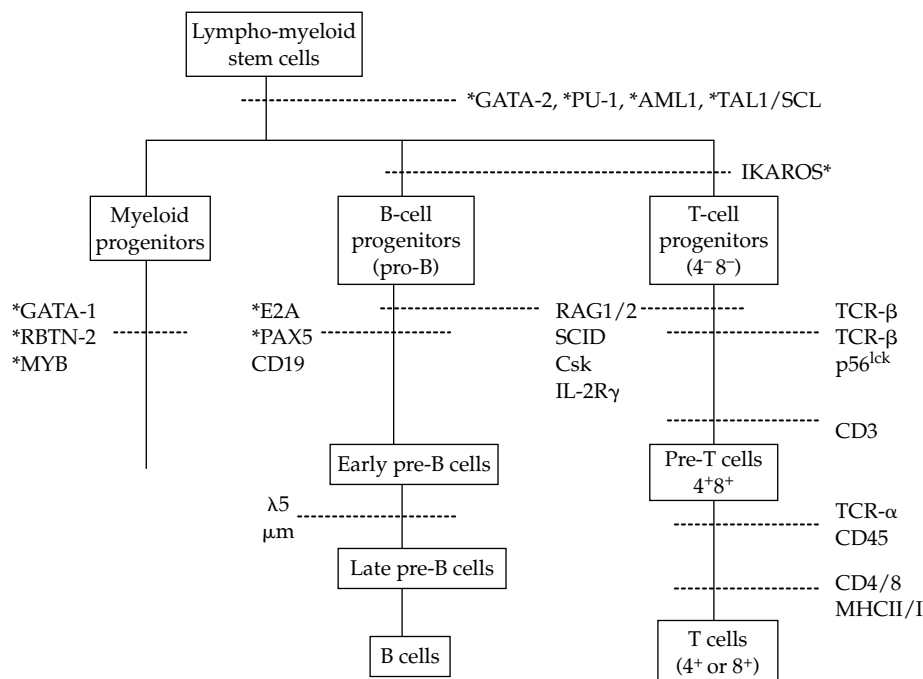 Lympho-myeloid
stem cells
*GATA-2, *PU-1, *AML1, *TAL1/SCL
IKAROS*
Myeloid
progenitors
B-cell
progenitors
(pro-B)
T-cell
progenitors
(4⁻ 8⁻)
*GATA-1
*RBTN-2
*MYB
*E2A
*PAX5
CD19
RAG1/2
SCID
Csk
IL-2Rγ
TCR-β
TCR-β
p56ˡᶜᵏ
CD3
Early pre-B cells
Pre-T cells
4⁺8⁺
λ5
μm
TCR-α
CD45
Late pre-B cells
CD4/8
MHCII/I
B cells
T cells
(4⁺ or 8⁺)